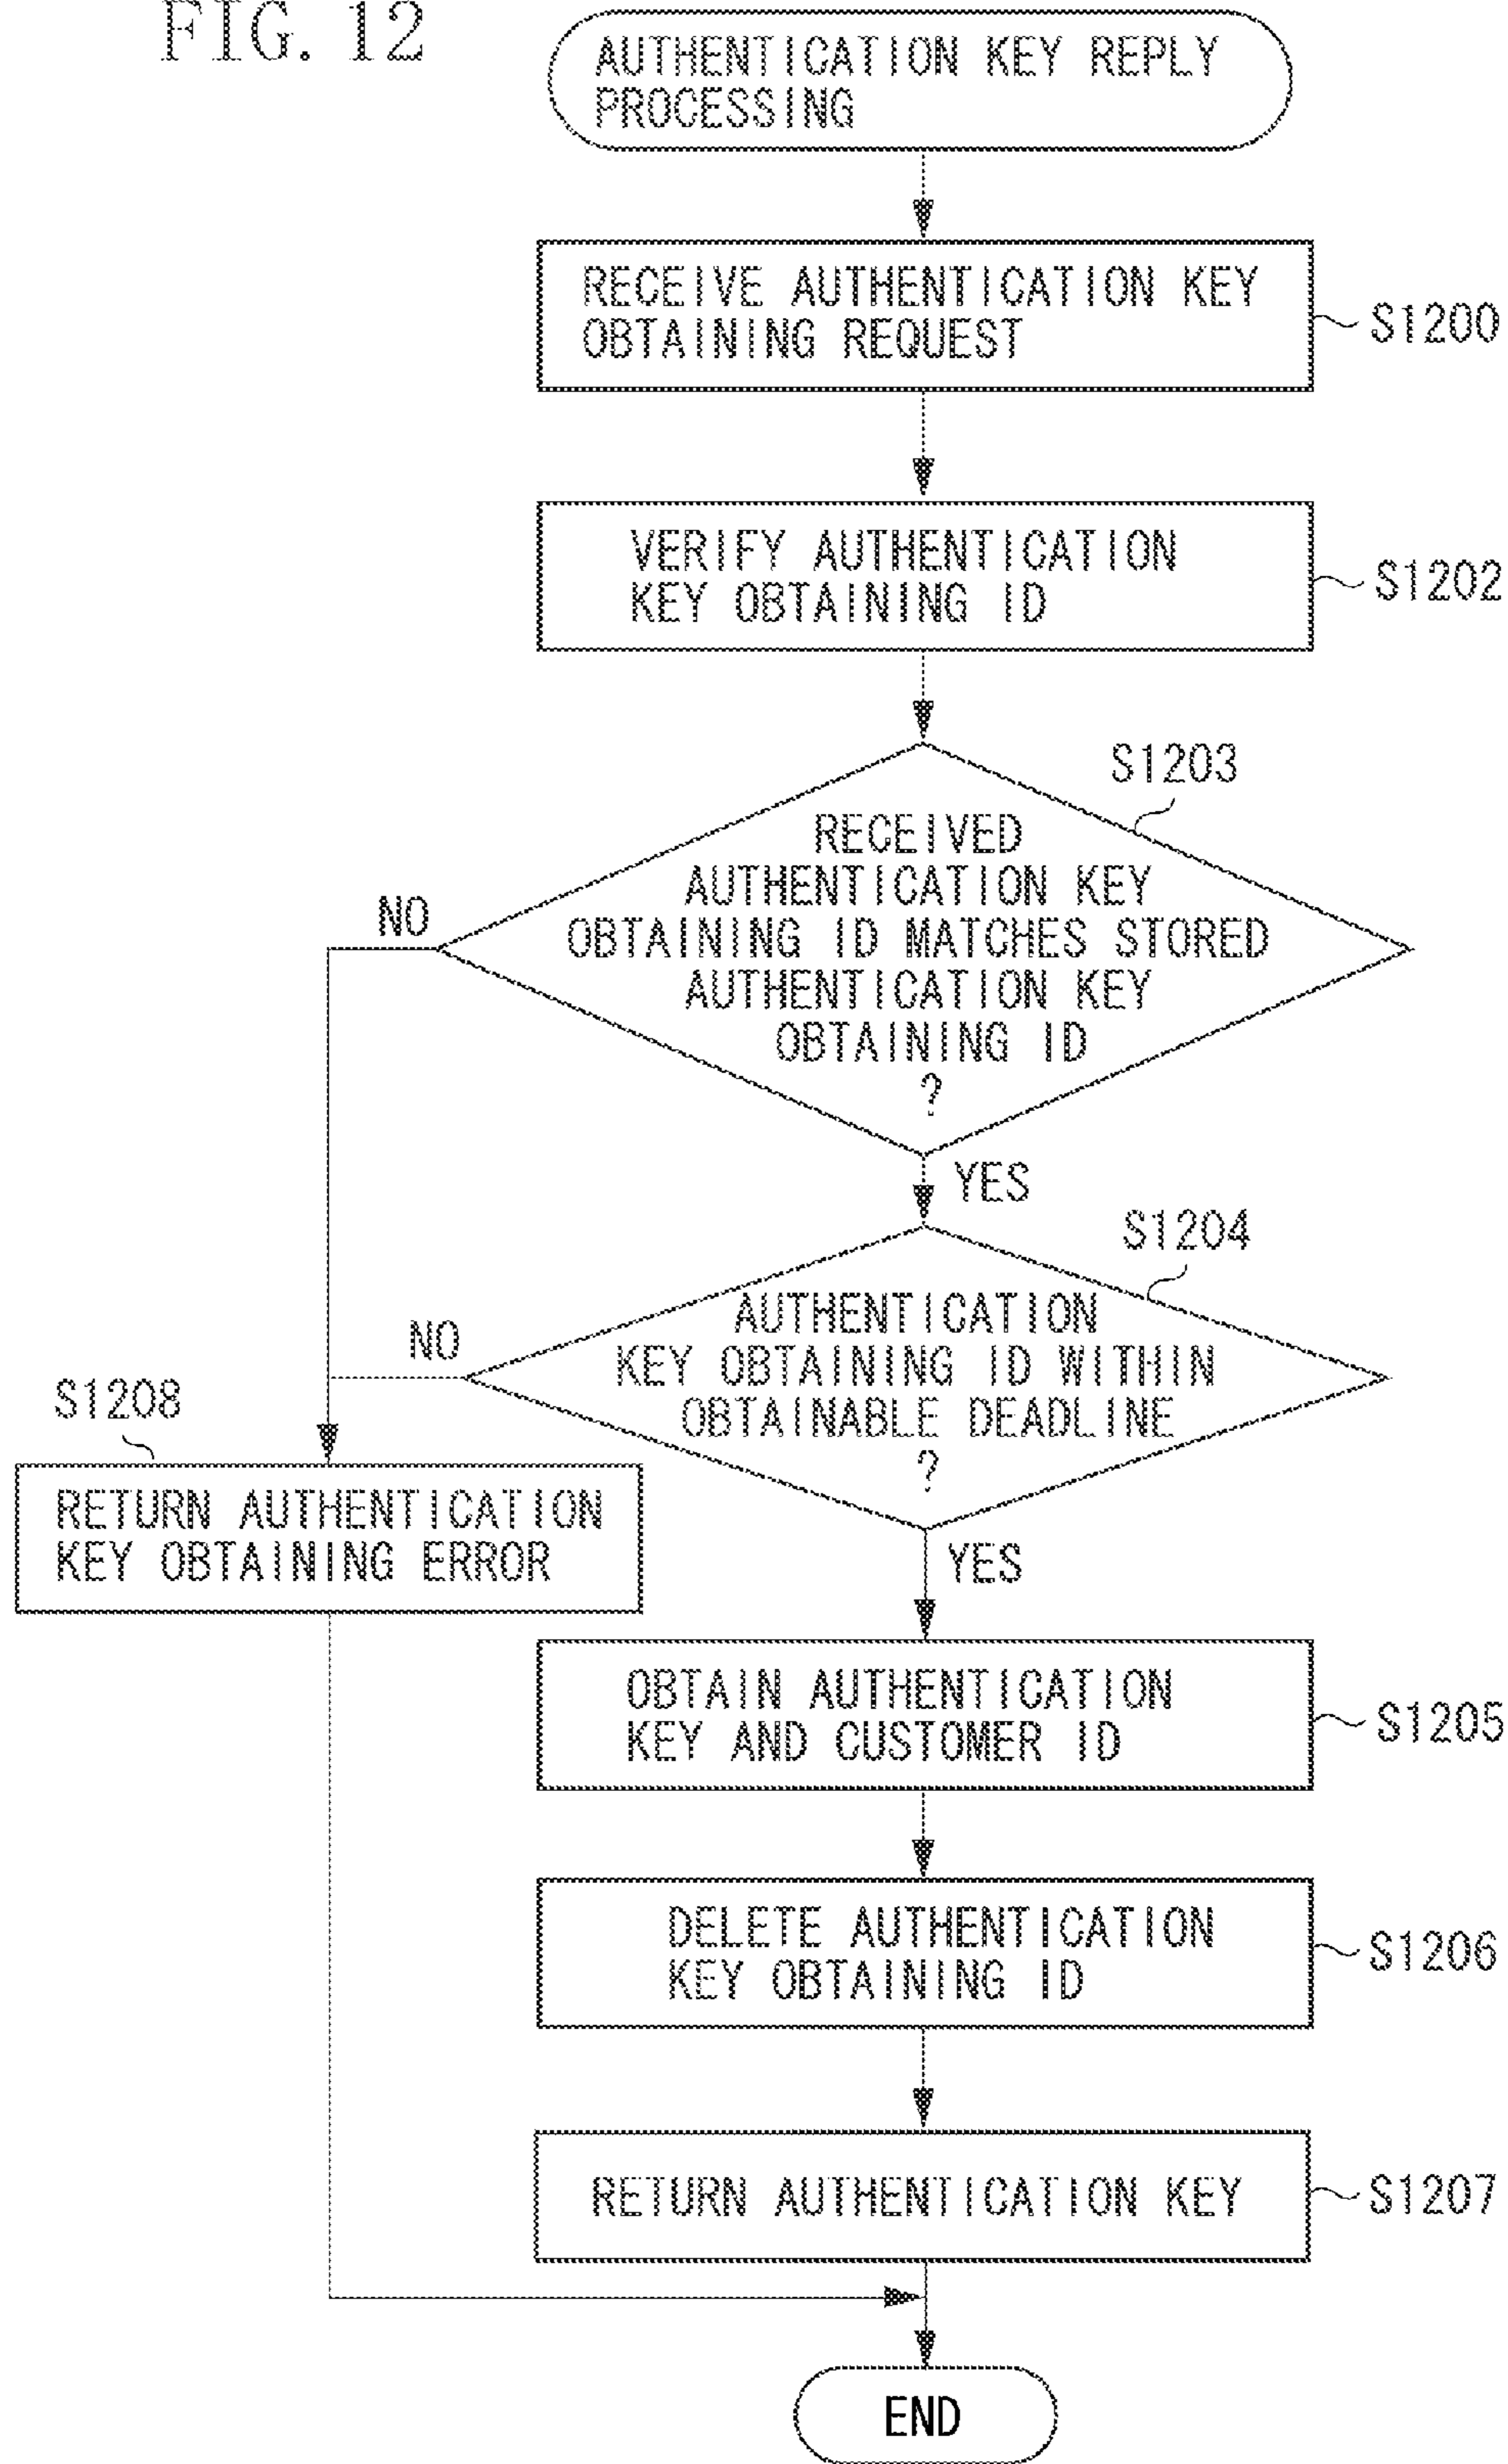 FIG. 12
AUTHENTICATION KEY REPLY
PROCESSING
RECEIVE AUTHENTICATION KEY
OBTAINING REQUEST
S1200
VERIFY AUTHENTICATION
KEY OBTAINING ID
S1202
S1203
RECEIVED
AUTHENTICATION KEY
OBTAINING ID MATCHES STORED
AUTHENTICATION KEY
OBTAINING ID
?
NO
YES
S1204
AUTHENTICATION
KEY OBTAINING ID WITHIN
OBTAINABLE DEADLINE
?
NO
YES
S1208
RETURN AUTHENTICATION
KEY OBTAINING ERROR
OBTAIN AUTHENTICATION
KEY AND CUSTOMER ID
S1205
DELETE AUTHENTICATION
KEY OBTAINING ID
S1206
RETURN AUTHENTICATION KEY
S1207
END